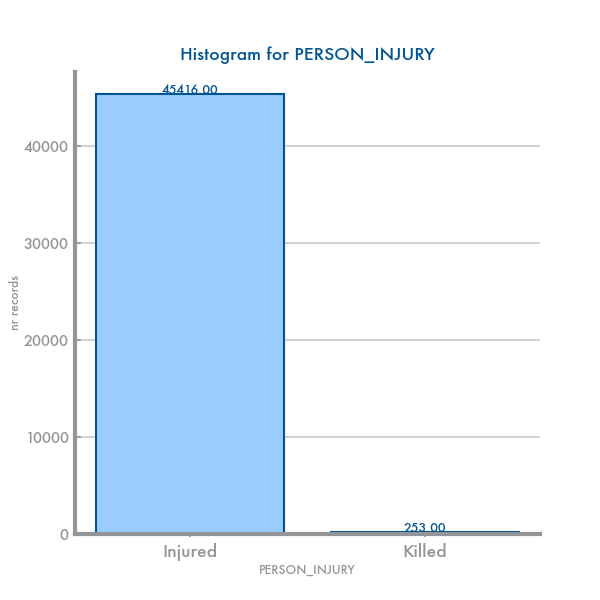 Histogram for PERSON_INJURY
45416.00
40000
30000
nr records
20000
10000
253.00
0
Injured
Killed
PERSON_INJURY